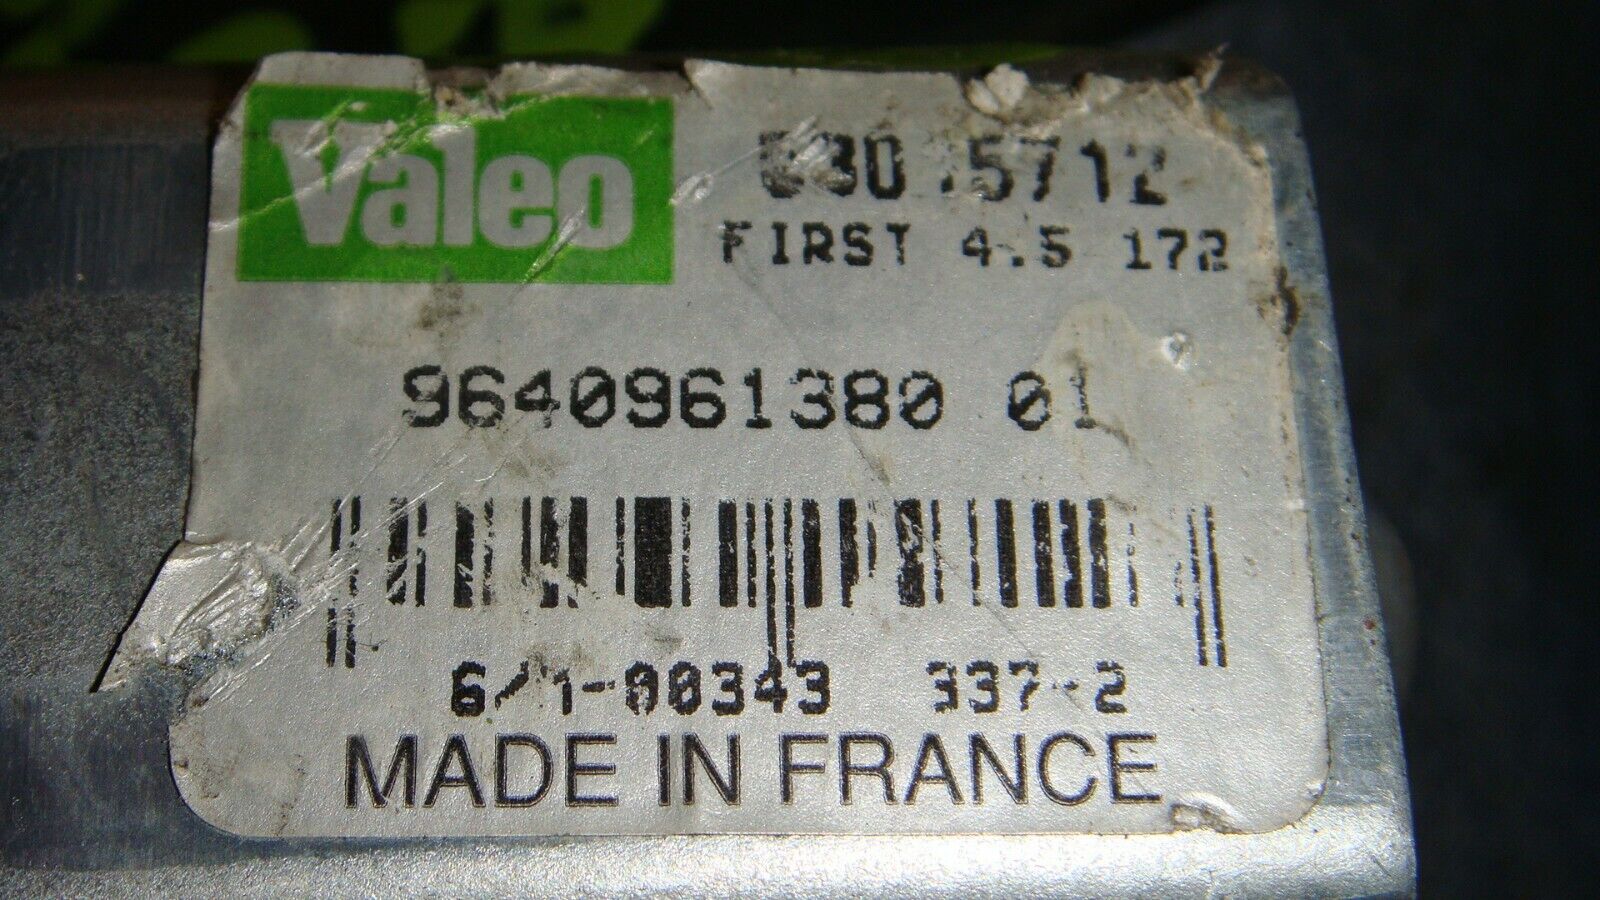 Valeo
FIRST 4.5 172
9640961380 01
337-2
MADE IN FRANCE